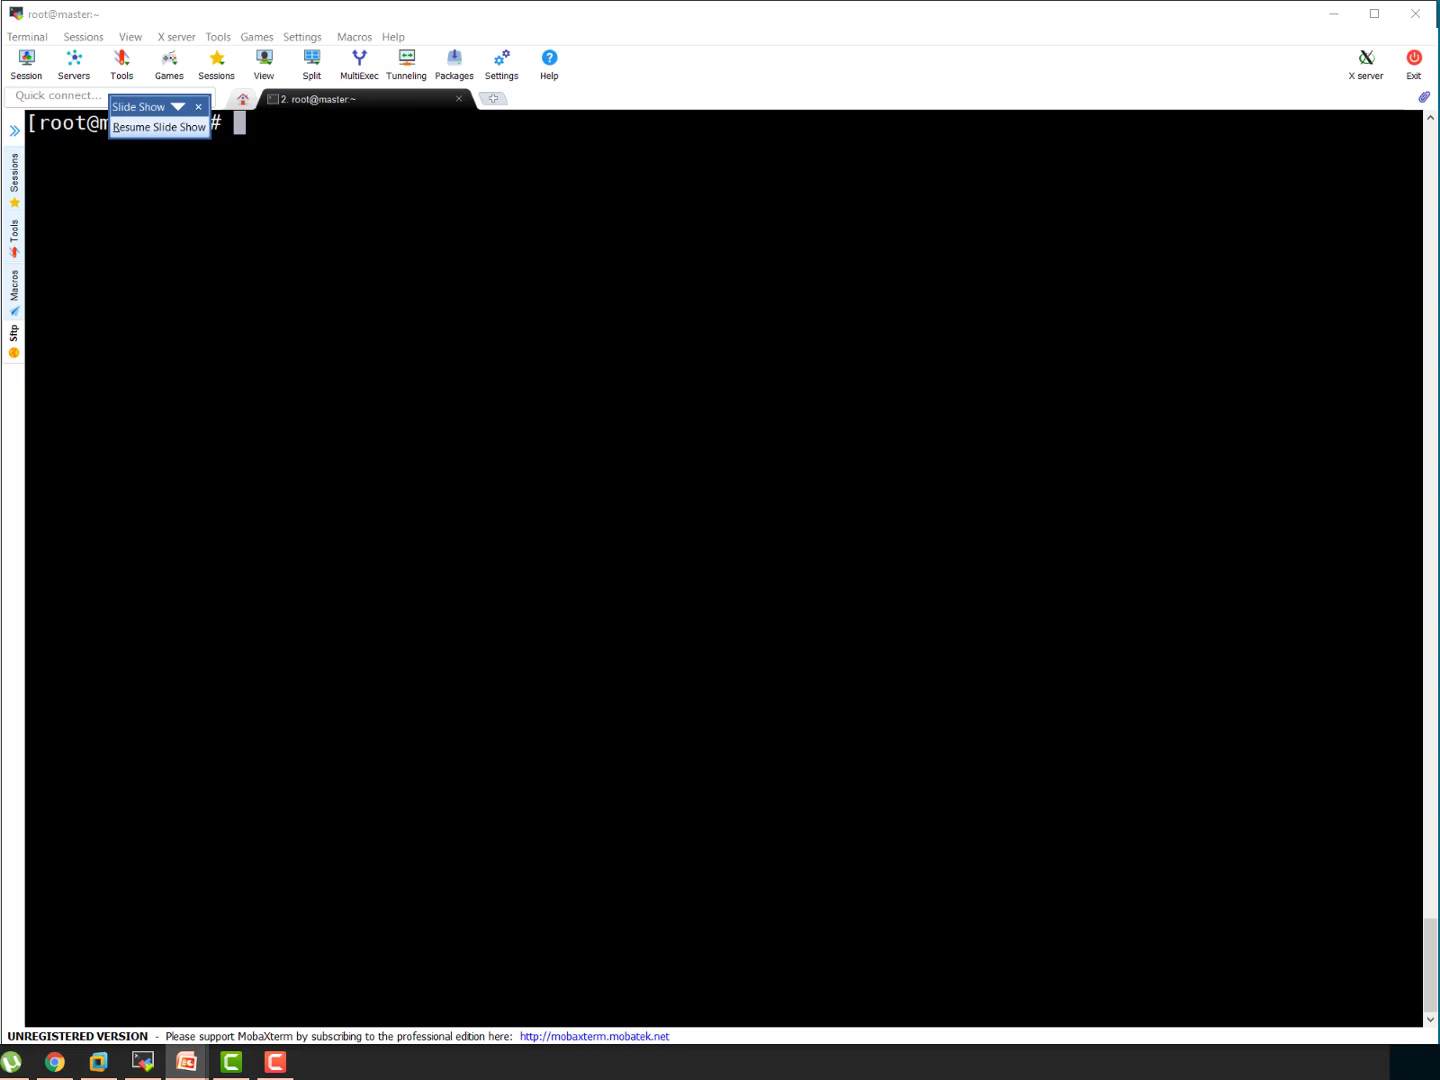 root@master:~
Terminal Sessions View X server Tools Games Settings Macros Help
Session Servers Tools Games Sessions View Split MultiExec Tunneling Packages Settings Help X server Exit
Quick connect...
2. root@master:~
Slide Show
Resume Slide Show
[root@m #
Sessions
Tools
Macros
Sftp
UNREGISTERED VERSION - Please support MobaXterm by subscribing to the professional edition here: http://mobaxterm.mobatek.net